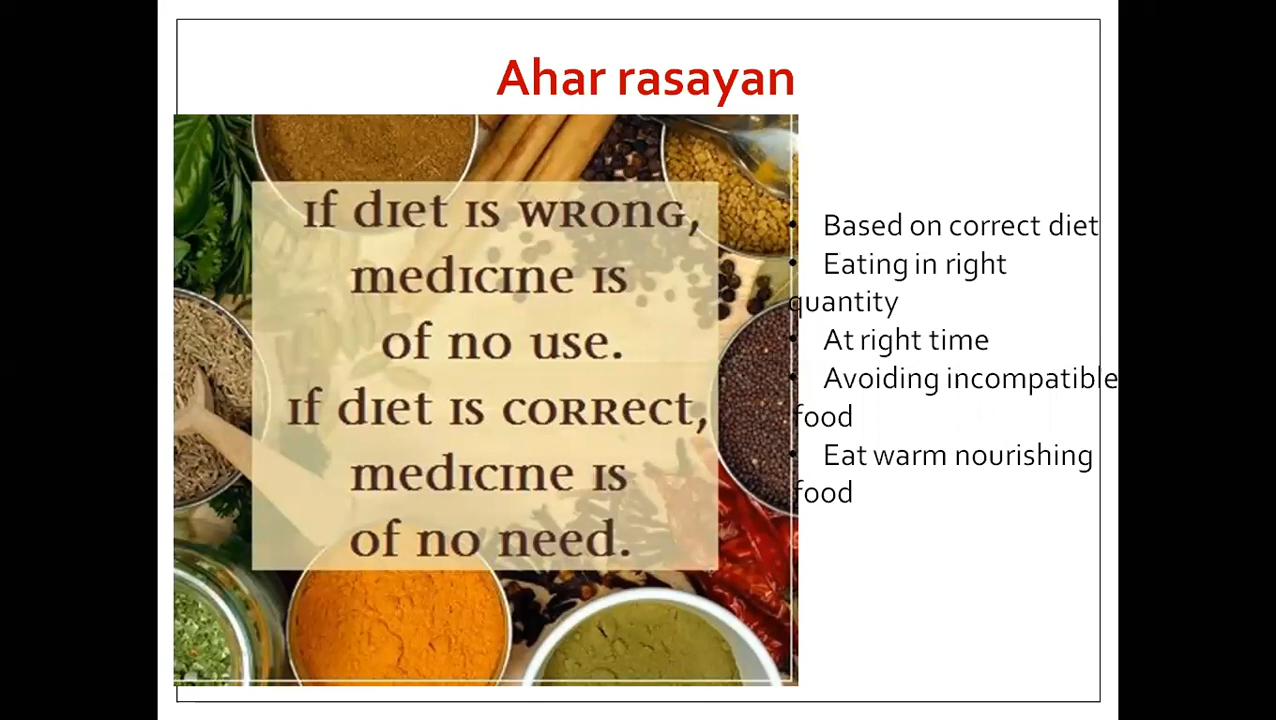 Ahar rasayan
If diet is wrong,
medicine is
of no use.
If diet is correct,
medicine is
of no need.
• Based on correct diet
• Eating in right
quantity
• At right time
• Avoiding incompatible
food
• Eat warm nourishing
food